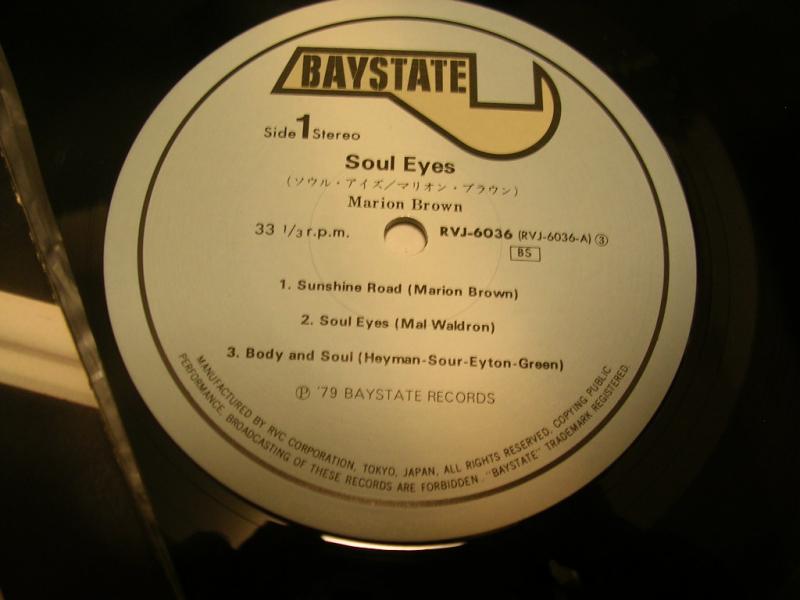 BAYSTATE
Side 1 Stereo
Soul Eyes
(ソウル・アイズ/マリオン・ブラウン)
Marion Brown
33 1/3 r.p.m.
RVJ-6036 (RVJ-6036-A) ③
BS
1. Sunshine Road (Marion Brown)
2. Soul Eyes (Mal Waldron)
3. Body and Soul (Heyman-Sour-Eyton-Green)
Ⓟ '79 BAYSTATE RECORDS
MANUFACTURED BY RVC CORPORATION, TOKYO, JAPAN, ALL RIGHTS RESERVED, COPYING PUBLIC
PERFORMANCE, BROADCASTING OF THESE RECORDS ARE FORBIDDEN. "BAYSTATE" TRADEMARK REGISTERED.